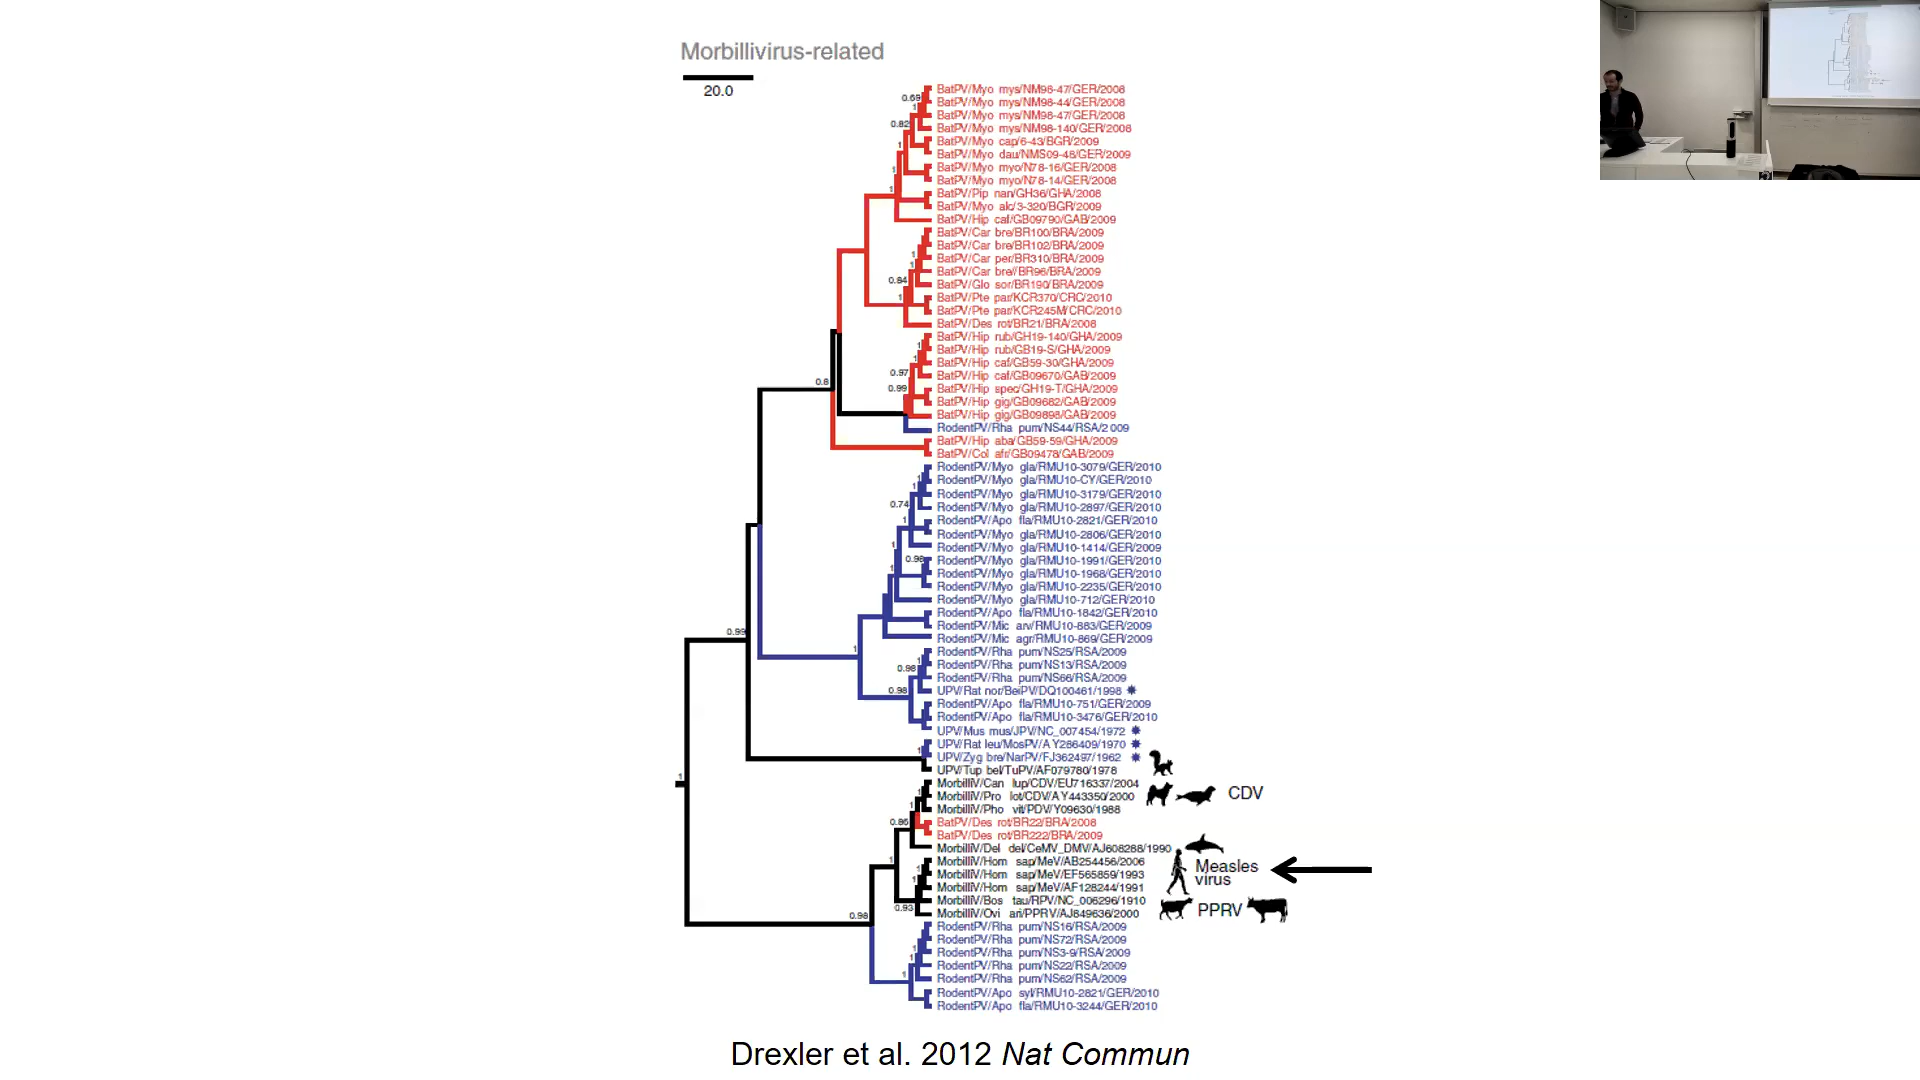 Morbillivirus-related
20.0
BatPV/Myo mys/NM98-47/GER/2008
BatPV/Myo mys/NM98-44/GER/2008
BatPV/Myo mys/NM98-47/GER/2008
BatPV/Myo mys/NM98-140/GER/2008
BatPV/Myo cap/6-43/BGR/2009
BatPV/Myo dau/NMS09-48/GER/2009
BatPV/Myo myo/N78-16/GER/2008
BatPV/Myo myo/N78-14/GER/2008
BatPV/Pip nan/GH36/GHA/2008
BatPV/Myo alc/3-320/BGR/2009
BatPV/Hip caf/GB09790/GAB/2009
BatPV/Car bre/BR100/BRA/2009
BatPV/Car bre/BR102/BRA/2009
BatPV/Car per/BR310/BRA/2009
BatPV/Car bre//BR96/BRA/2009
BatPV/Glo sor/BR190/BRA/2009
BatPV/Pte par/KCR370/CRC/2010
BatPV/Pte par/KCR245M/CRC/2010
BatPV/Des rot/BR21/BRA/2008
BatPV/Hip rub/GH19-140/GHA/2009
BatPV/Hip rub/GB19-S/GHA/2009
BatPV/Hip caf/GB59-30/GHA/2009
BatPV/Hip caf/GB09670/GAB/2009
BatPV/Hip spec/GH19-T/GHA/2009
BatPV/Hip gig/GB09682/GAB/2009
BatPV/Hip gig/GB09898/GAB/2009
RodentPV/Rha pum/NS44/RSA/2009
BatPV/Hip aba/GB59-59/GHA/2009
BatPV/Col afr/GB09478/GAB/2009
RodentPV/Myo gla/RMU10-3079/GER/2010
RodentPV/Myo gla/RMU10-CY/GER/2010
RodentPV/Myo gla/RMU10-3179/GER/2010
RodentPV/Myo gla/RMU10-2897/GER/2010
RodentPV/Apo fla/RMU10-2821/GER/2010
RodentPV/Myo gla/RMU10-2806/GER/2010
RodentPV/Myo gla/RMU10-1414/GER/2009
RodentPV/Myo gla/RMU10-1991/GER/2010
RodentPV/Myo gla/RMU10-1968/GER/2010
RodentPV/Myo gla/RMU10-2235/GER/2010
RodentPV/Myo gla/RMU10-712/GER/2010
RodentPV/Apo fla/RMU10-1842/GER/2010
RodentPV/Mic arv/RMU10-883/GER/2009
RodentPV/Mic agr/RMU10-869/GER/2009
RodentPV/Rha pum/NS25/RSA/2009
RodentPV/Rha pum/NS13/RSA/2009
RodentPV/Rha pum/NS66/RSA/2009
UPV/Rat nor/BeiPV/DQ100461/1998
RodentPV/Apo fla/RMU10-751/GER/2009
RodentPV/Apo fla/RMU10-3476/GER/2010
UPV/Mus mus/JPV/NC_007454/1972
UPV/Rat leu/MosPV/AY286409/1970
UPV/Zyg bre/NarPV/FJ362497/1962
UPV/Tup bel/TuPV/AF079780/1978
MorbilliV/Can lup/CDV/EU716337/2004
MorbilliV/Pro lot/CDV/AY443350/2000 CDV
MorbilliV/Pho vit/PDV/Y09630/1988
BatPV/Des rot/BR22/BRA/2008
BatPV/Des rot/BR222/BRA/2009
MorbilliV/Del del/CeMV_DMV/AJ608288/1990
MorbilliV/Hom sap/MeV/AB254456/2006 Measles
MorbilliV/Hom sap/MeV/EF565859/1993 virus
MorbilliV/Hom sap/MeV/AF128244/1991
MorbilliV/Bos tau/RPV/NC_006296/1910
MorbilliV/Ovi ari/PPRV/AJ849636/2000 PPRV
RodentPV/Rha pum/NS16/RSA/2009
RodentPV/Rha pum/NS72/RSA/2009
RodentPV/Rha pum/NS3-9/RSA/2009
RodentPV/Rha pum/NS22/RSA/2009
RodentPV/Rha pum/NS62/RSA/2009
RodentPV/Apo syl/RMU10-2821/GER/2010
RodentPV/Apo fla/RMU10-3244/GER/2010
Drexler et al. 2012 Nat Commun